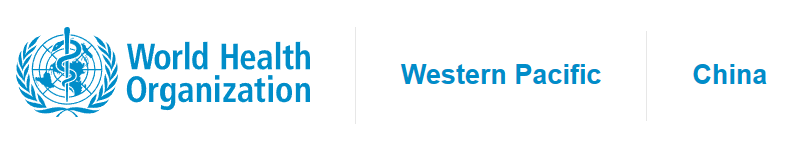 World Health
Organization
Western Pacific
China